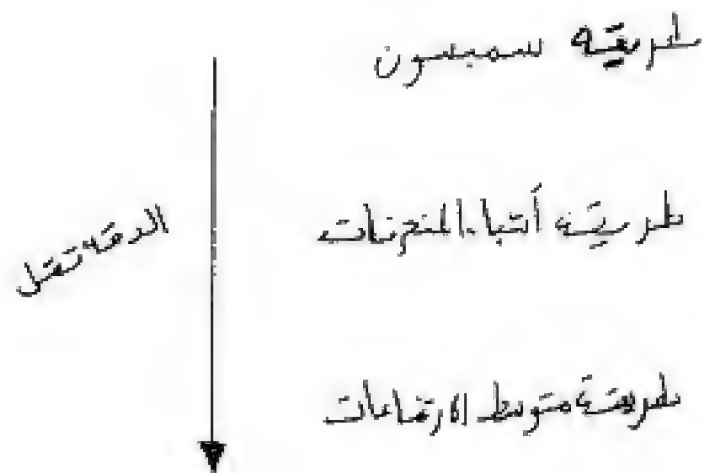 طريقة سمبسون
طريقة أشباه المنحرفات
الدقة تقل
طريقة متوسط الارتفاعات